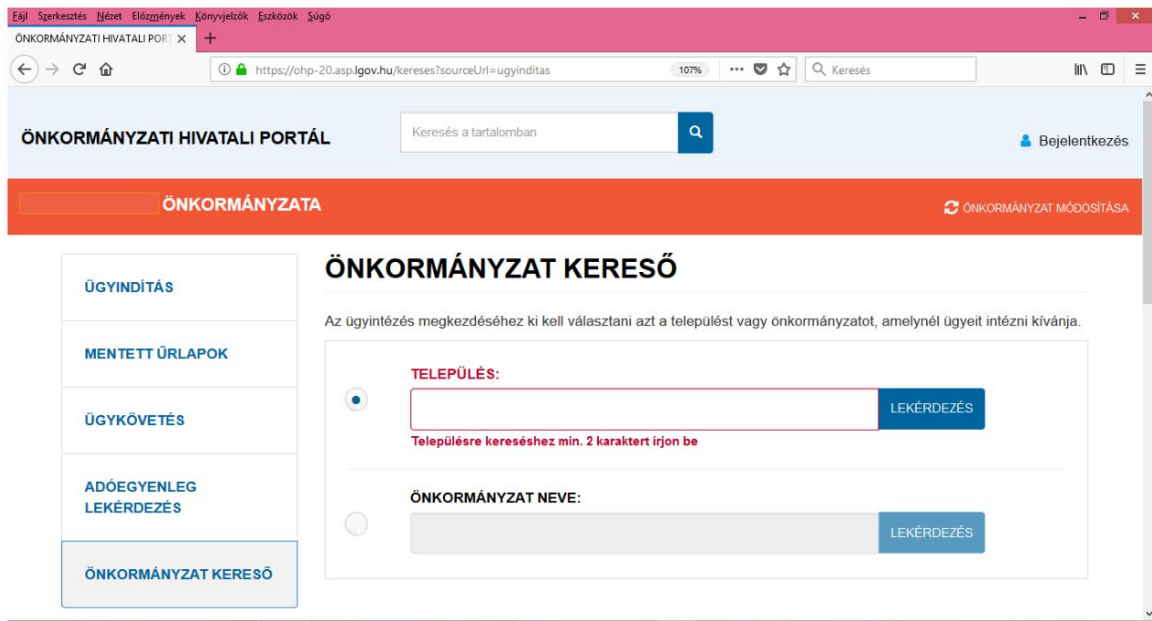 Fájl Szerkesztés Nézet Előzmények Könyvjelzők Eszközök Súgó
ÖNKORMÁNYZATI HIVATALI PORT
https://ohp-20.asp.lgov.hu/kereses?sourceUrl=ugyinditas
107%
Keresés
ÖNKORMÁNYZATI HIVATALI PORTÁL
Keresés a tartalomban
Bejelentkezés
ÖNKORMÁNYZATA
ÖNKORMÁNYZAT MÓDOSÍTÁSA
ÜGYINDÍTÁS
MENTETT ŰRLAPOK
ÜGYKÖVETÉS
ADÓEGYENLEG
LEKÉRDEZÉS
ÖNKORMÁNYZAT KERESŐ
ÖNKORMÁNYZAT KERESŐ
Az ügyintézés megkezdéséhez ki kell választani azt a települést vagy önkormányzatot, amelynél ügyeit intézni kívánja.
TELEPÜLÉS:
LEKÉRDEZÉS
Településre kereséshez min. 2 karaktert írjon be
ÖNKORMÁNYZAT NEVE:
LEKÉRDEZÉS